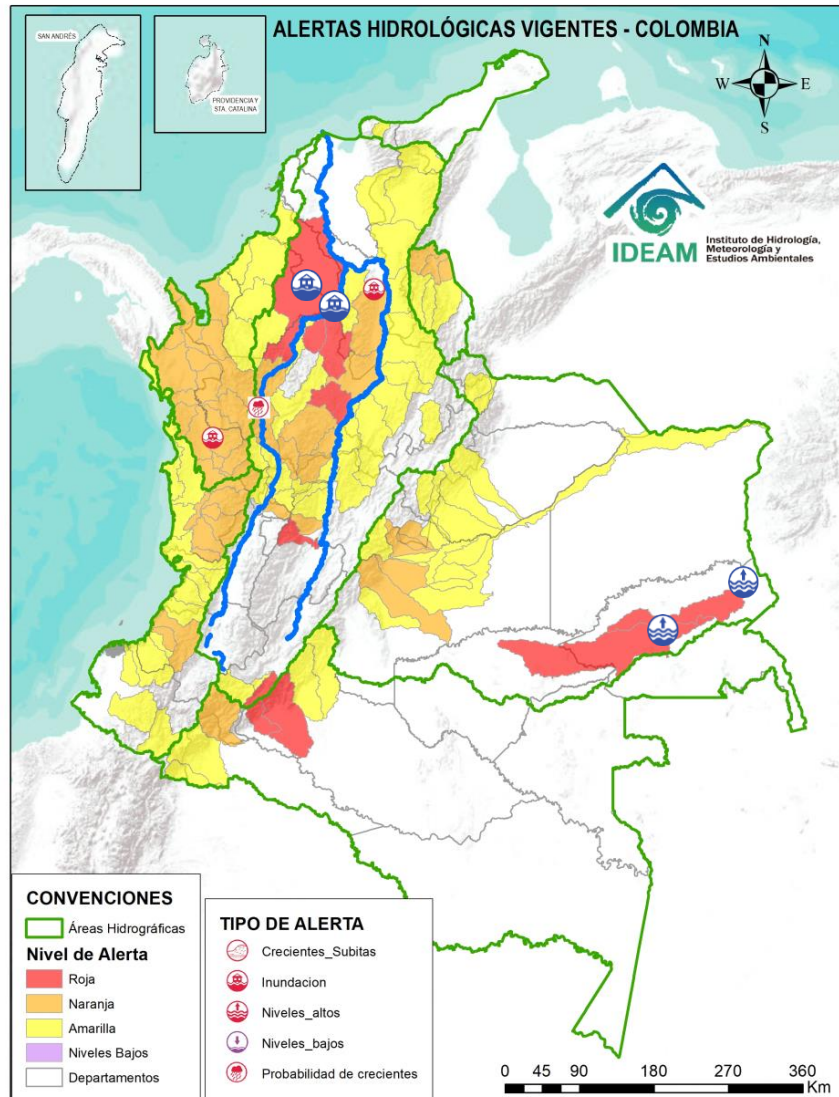 ALERTAS HIDROLÓGICAS VIGENTES - COLOMBIA
SAN ANDRÉS
PROVIDENCIA Y
STA. CATALINA
N
W
E
S
IDEAM
Instituto de Hidrología,
Meteorología y
Estudios Ambientales
CONVENCIONES
Áreas Hidrográficas
Nivel de Alerta
Roja
Naranja
Amarilla
Niveles Bajos
Departamentos
TIPO DE ALERTA
Crecientes_Subitas
Inundacion
Niveles_altos
Niveles_bajos
Probabilidad de crecientes
0 45 90 180 270 360
Km